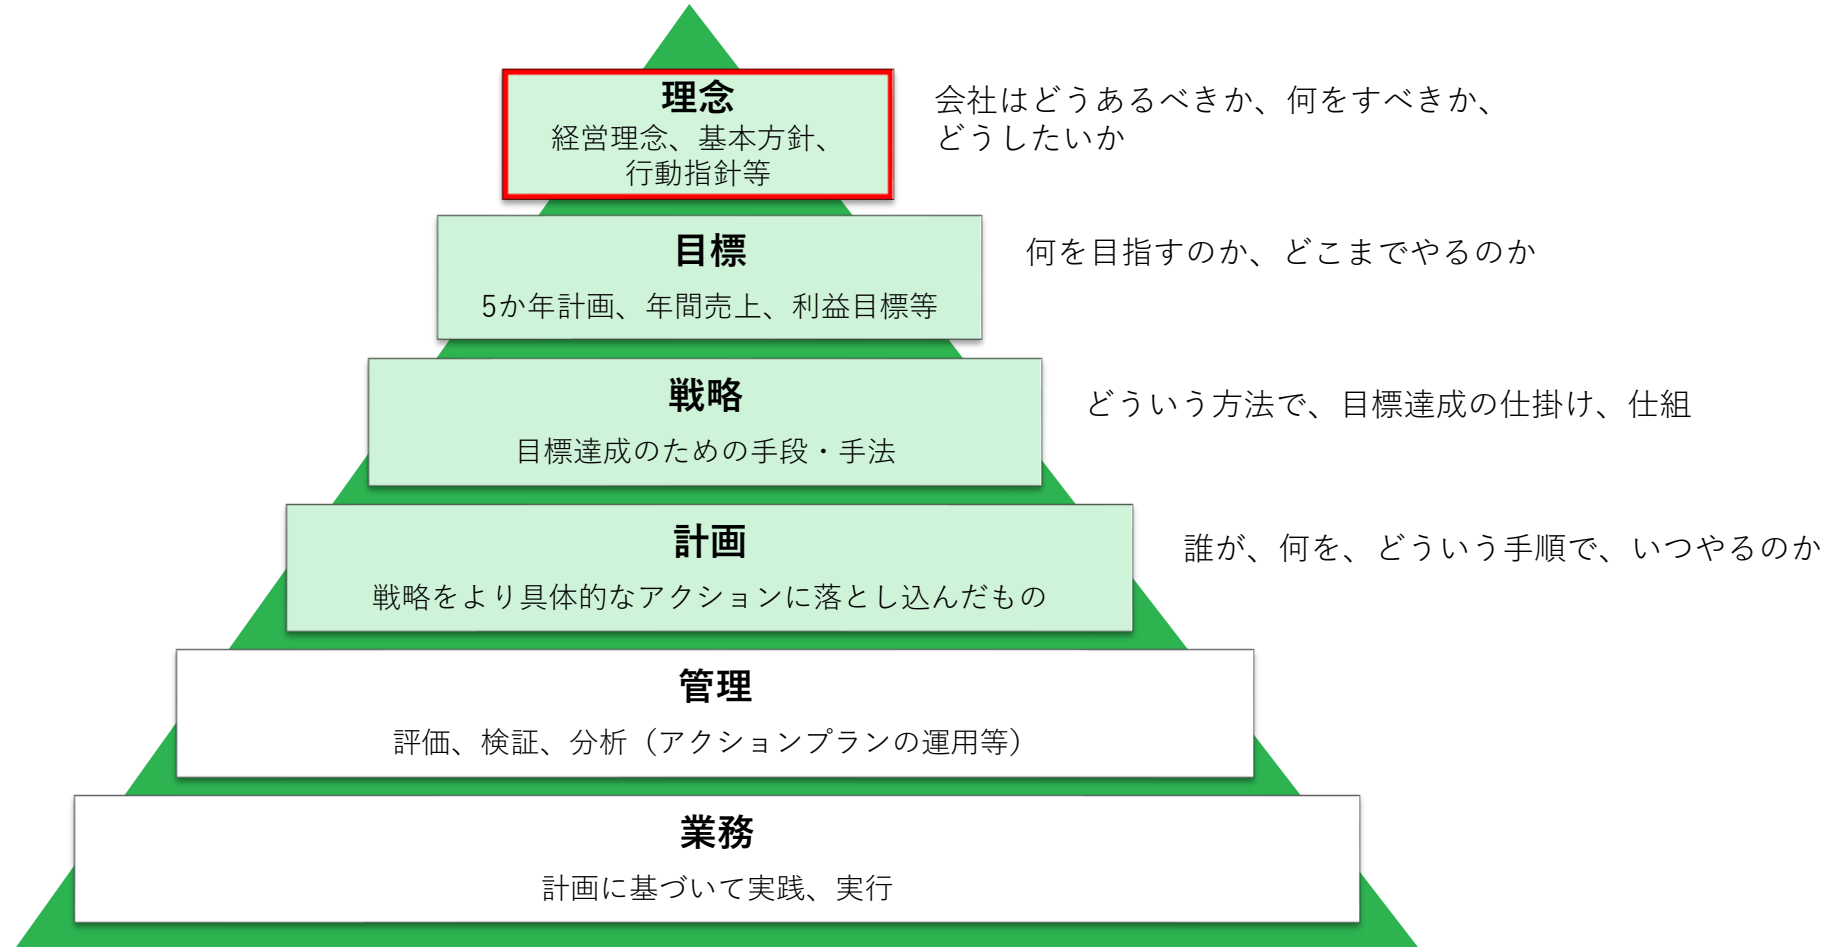 理念
経営理念、基本方針、
行動指針等
会社はどうあるべきか、何をすべきか、
どうしたいか
目標
5か年計画、年間売上、利益目標等
何を目指すのか、どこまでやるのか
戦略
目標達成のための手段・手法
どういう方法で、目標達成の仕掛け、仕組
計画
戦略をより具体的なアクションに落とし込んだもの
誰が、何を、どういう手順で、いつやるのか
管理
評価、検証、分析（アクションプランの運用等）
業務
計画に基づいて実践、実行